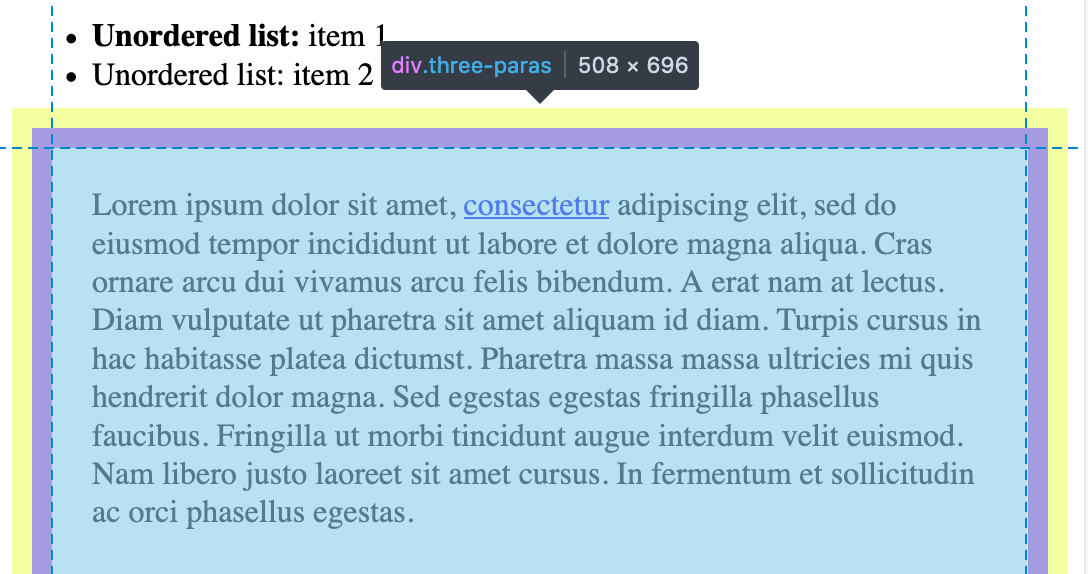 Unordered list: item 1
Unordered list: item 2
div.three-paras 508 × 696
Lorem ipsum dolor sit amet, consectetur adipiscing elit, sed do
eiusmod tempor incididunt ut labore et dolore magna aliqua. Cras
ornare arcu dui vivamus arcu felis bibendum. A erat nam at lectus.
Diam vulputate ut pharetra sit amet aliquam id diam. Turpis cursus in
hac habitasse platea dictumst. Pharetra massa massa ultricies mi quis
hendrerit dolor magna. Sed egestas egestas fringilla phasellus
faucibus. Fringilla ut morbi tincidunt augue interdum velit euismod.
Nam libero justo laoreet sit amet cursus. In fermentum et sollicitudin
ac orci phasellus egestas.